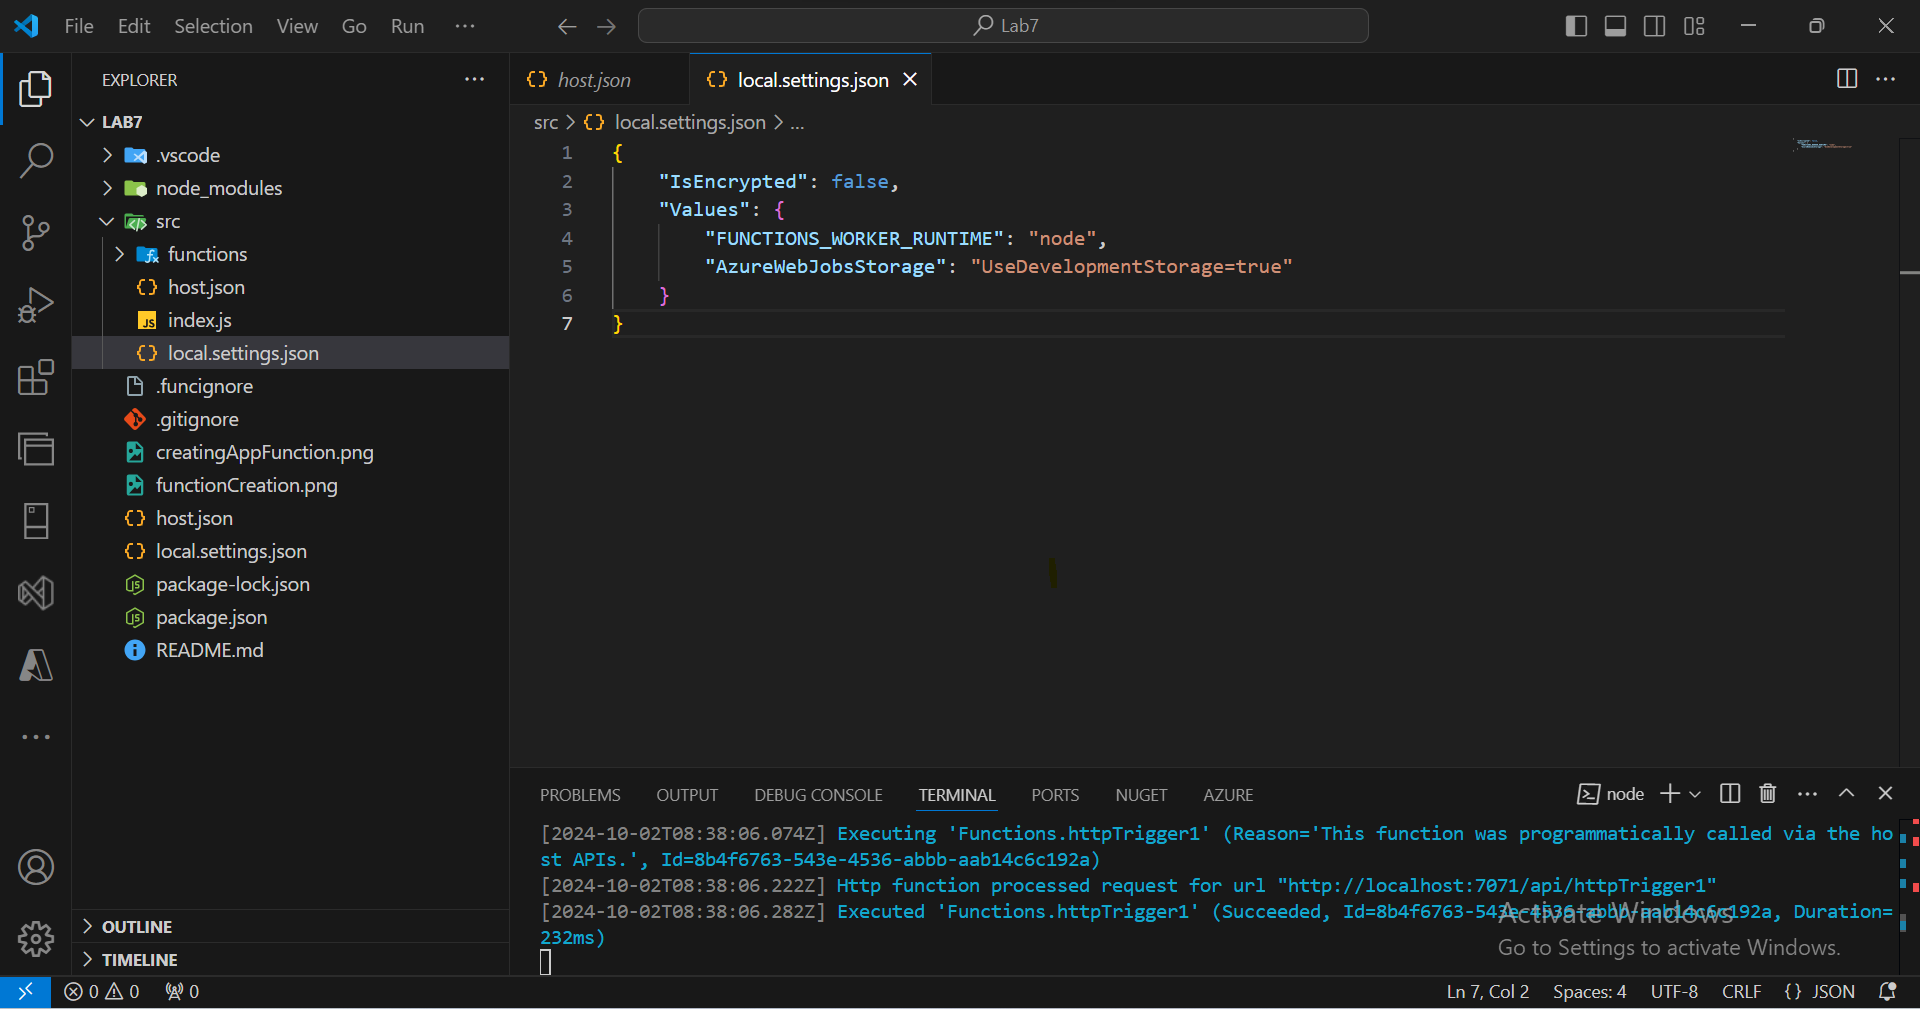 File Edit Selection View Go Run ··· Lab7
EXPLORER
LAB7
.vscode
node_modules
src
functions
host.json
index.js
local.settings.json
.funcignore
.gitignore
creatingAppFunction.png
functionCreation.png
host.json
local.settings.json
package-lock.json
package.json
README.md
OUTLINE
TIMELINE
host.json local.settings.json
src > {} local.settings.json > ...
1 {
2 "IsEncrypted": false,
3 "Values": {
4 "FUNCTIONS_WORKER_RUNTIME": "node",
5 "AzureWebJobsStorage": "UseDevelopmentStorage=true"
6 }
7 }
PROBLEMS OUTPUT DEBUG CONSOLE TERMINAL PORTS NUGET AZURE node
[2024-10-02T08:38:06.074Z] Executing 'Functions.httpTrigger1' (Reason='This function was programmatically called via the ho
st APIs.', Id=8b4f6763-543e-4536-abbb-aab14c6c192a)
[2024-10-02T08:38:06.222Z] Http function processed request for url "http://localhost:7071/api/httpTrigger1"
[2024-10-02T08:38:06.282Z] Executed 'Functions.httpTrigger1' (Succeeded, Id=8b4f6763-543e-4536-abbb-aab14c6c192a, Duration=
232ms)
Activate Windows
Go to Settings to activate Windows.
0 0 0 Ln 7, Col 2 Spaces: 4 UTF-8 CRLF {} JSON